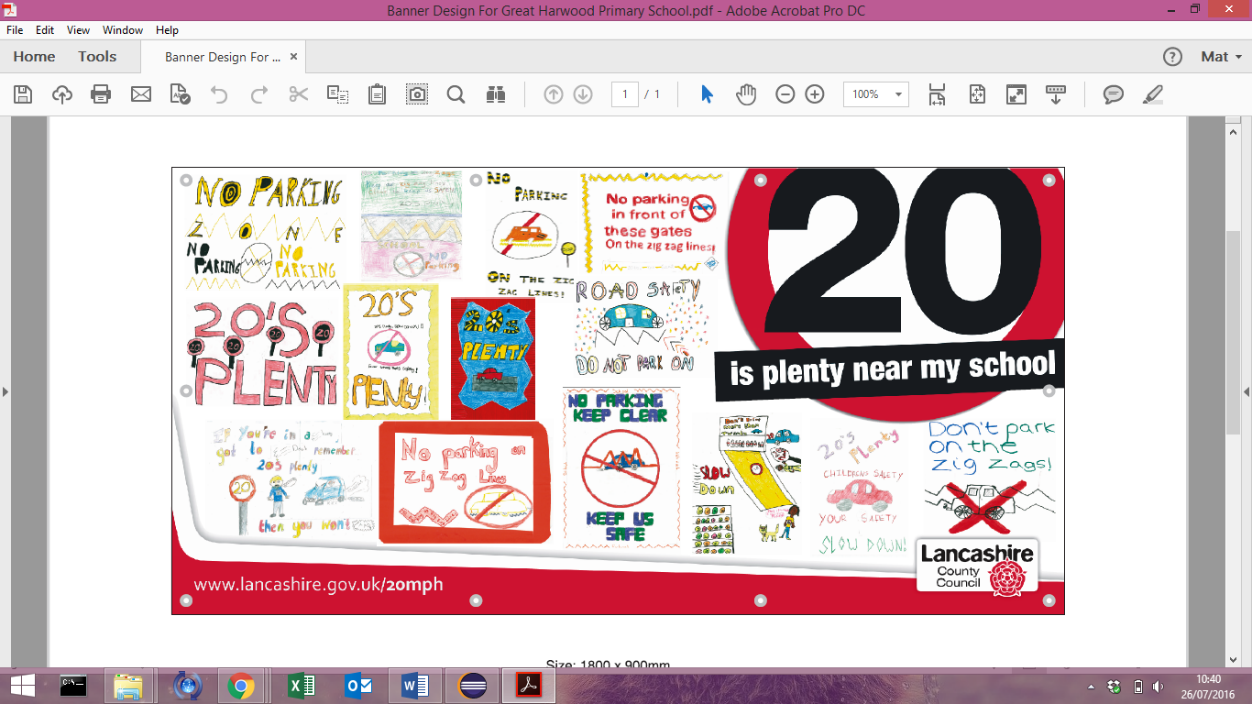 Banner Design For Great Harwood Primary School.pdf - Adobe Acrobat Pro DC
File Edit View Window Help
Home Tools Banner Design For ... × Mat
1 / 1 100%
NO PARKING
ZONE
NO PARKING
NO PARKING
NO PARKING
NO
PARKING
ON THE ZIG
ZAG LINES!
No parking
in front of
these gates
On the zig zag lines!
20
is plenty near my school
20'S
PLENTY
20'S
PLENTY!
20s
PLENTY
ROAD SAFETY
DO NOT PARK ON
If you're in a
got to remember
20s plenty
20
then you won't
No parking on
Zig Zag Lines
NO PARKING
KEEP CLEAR
KEEP US
SAFE
SLOW
Down
20's Plenty
CHILDRENS SAFETY
YOUR SAFETY
SLOW DOWN!
Don't park
on the
zig zags!
www.lancashire.gov.uk/20mph
Lancashire
County
Council
Size: 1800 x 900mm
10:40
26/07/2016